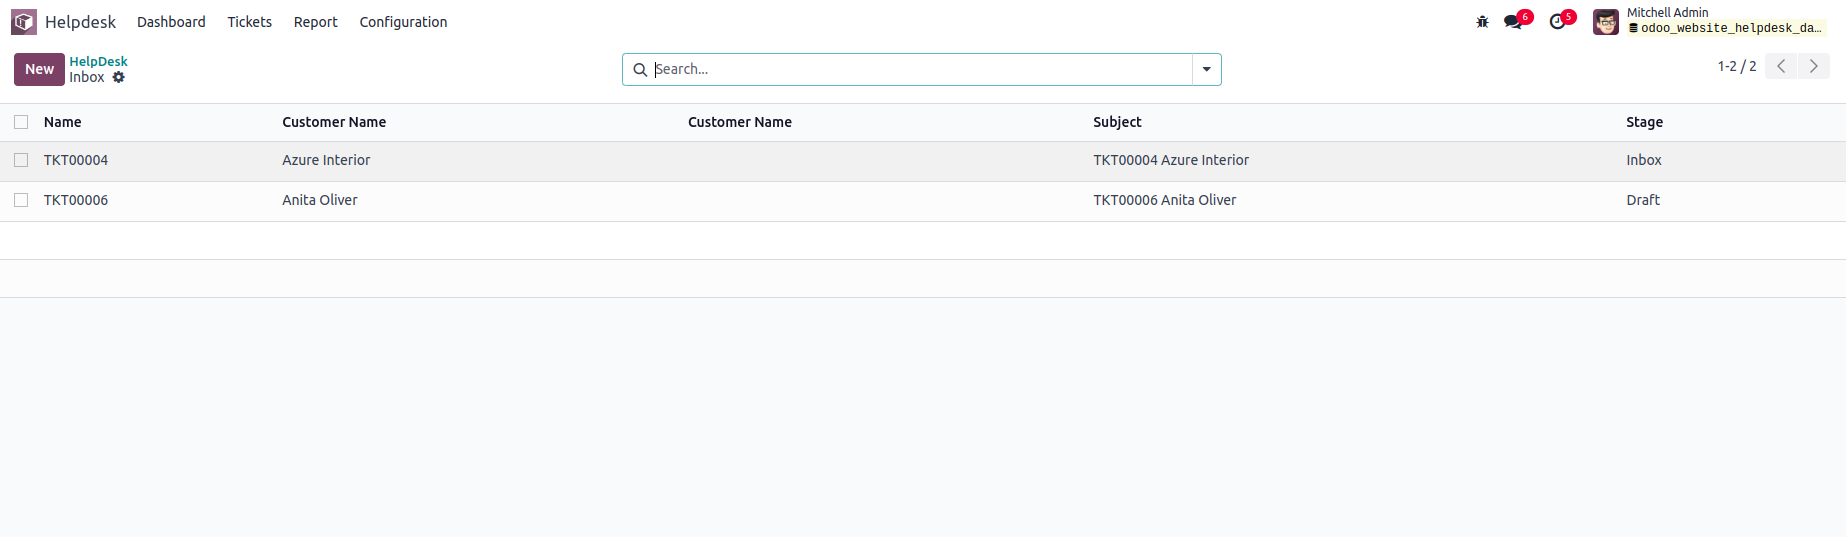 Helpdesk Dashboard Tickets Report Configuration 6 5 Mitchell Admin
odoo_website_helpdesk_da...
New HelpDesk
Inbox Search... 1-2 / 2
Name Customer Name Customer Name Subject Stage
TKT00004 Azure Interior TKT00004 Azure Interior Inbox
TKT00006 Anita Oliver TKT00006 Anita Oliver Draft